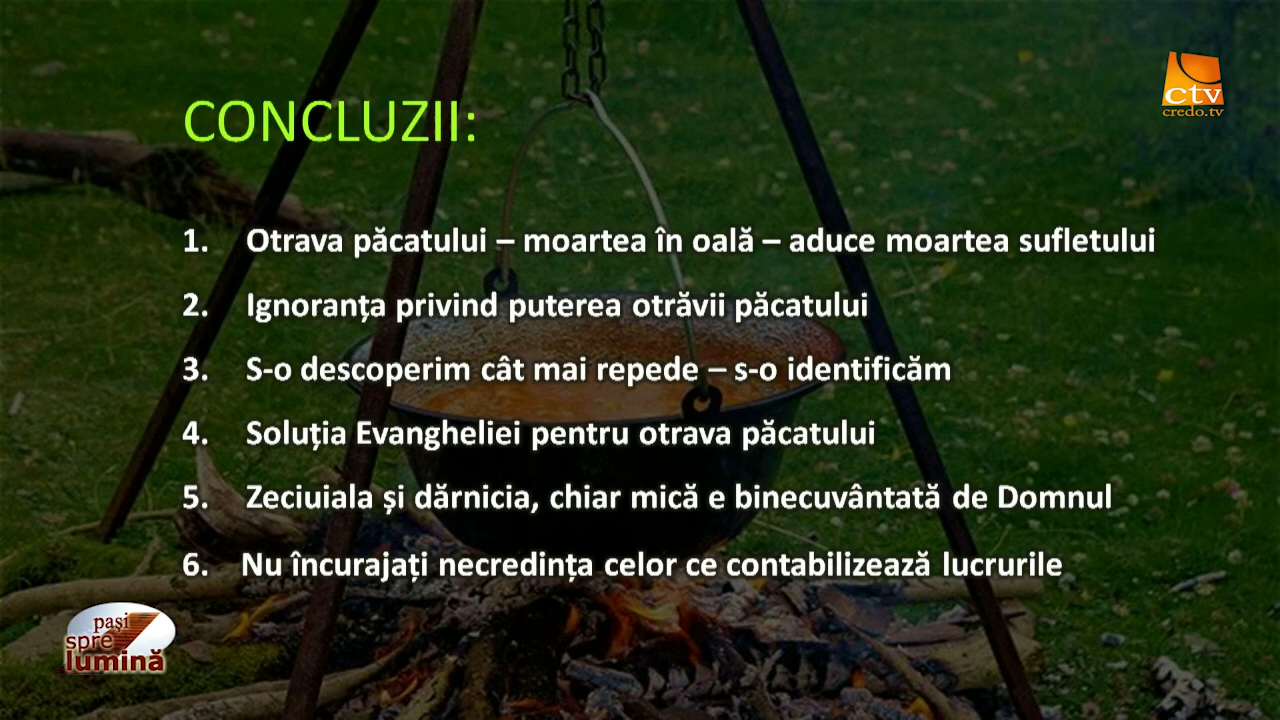 ctv
credo.tv
CONCLUZII:
1. Otrava păcatului – moartea în oală – aduce moartea sufletului
2. Ignoranța privind puterea otrăvii păcatului
3. S-o descoperim cât mai repede – s-o identificăm
4. Soluția Evangheliei pentru otrava păcatului
5. Zeciuiala și dărnicia, chiar mică e binecuvântată de Domnul
6. Nu încurajați necredința celor ce contabilizează lucrurile
pași
spre
lumină